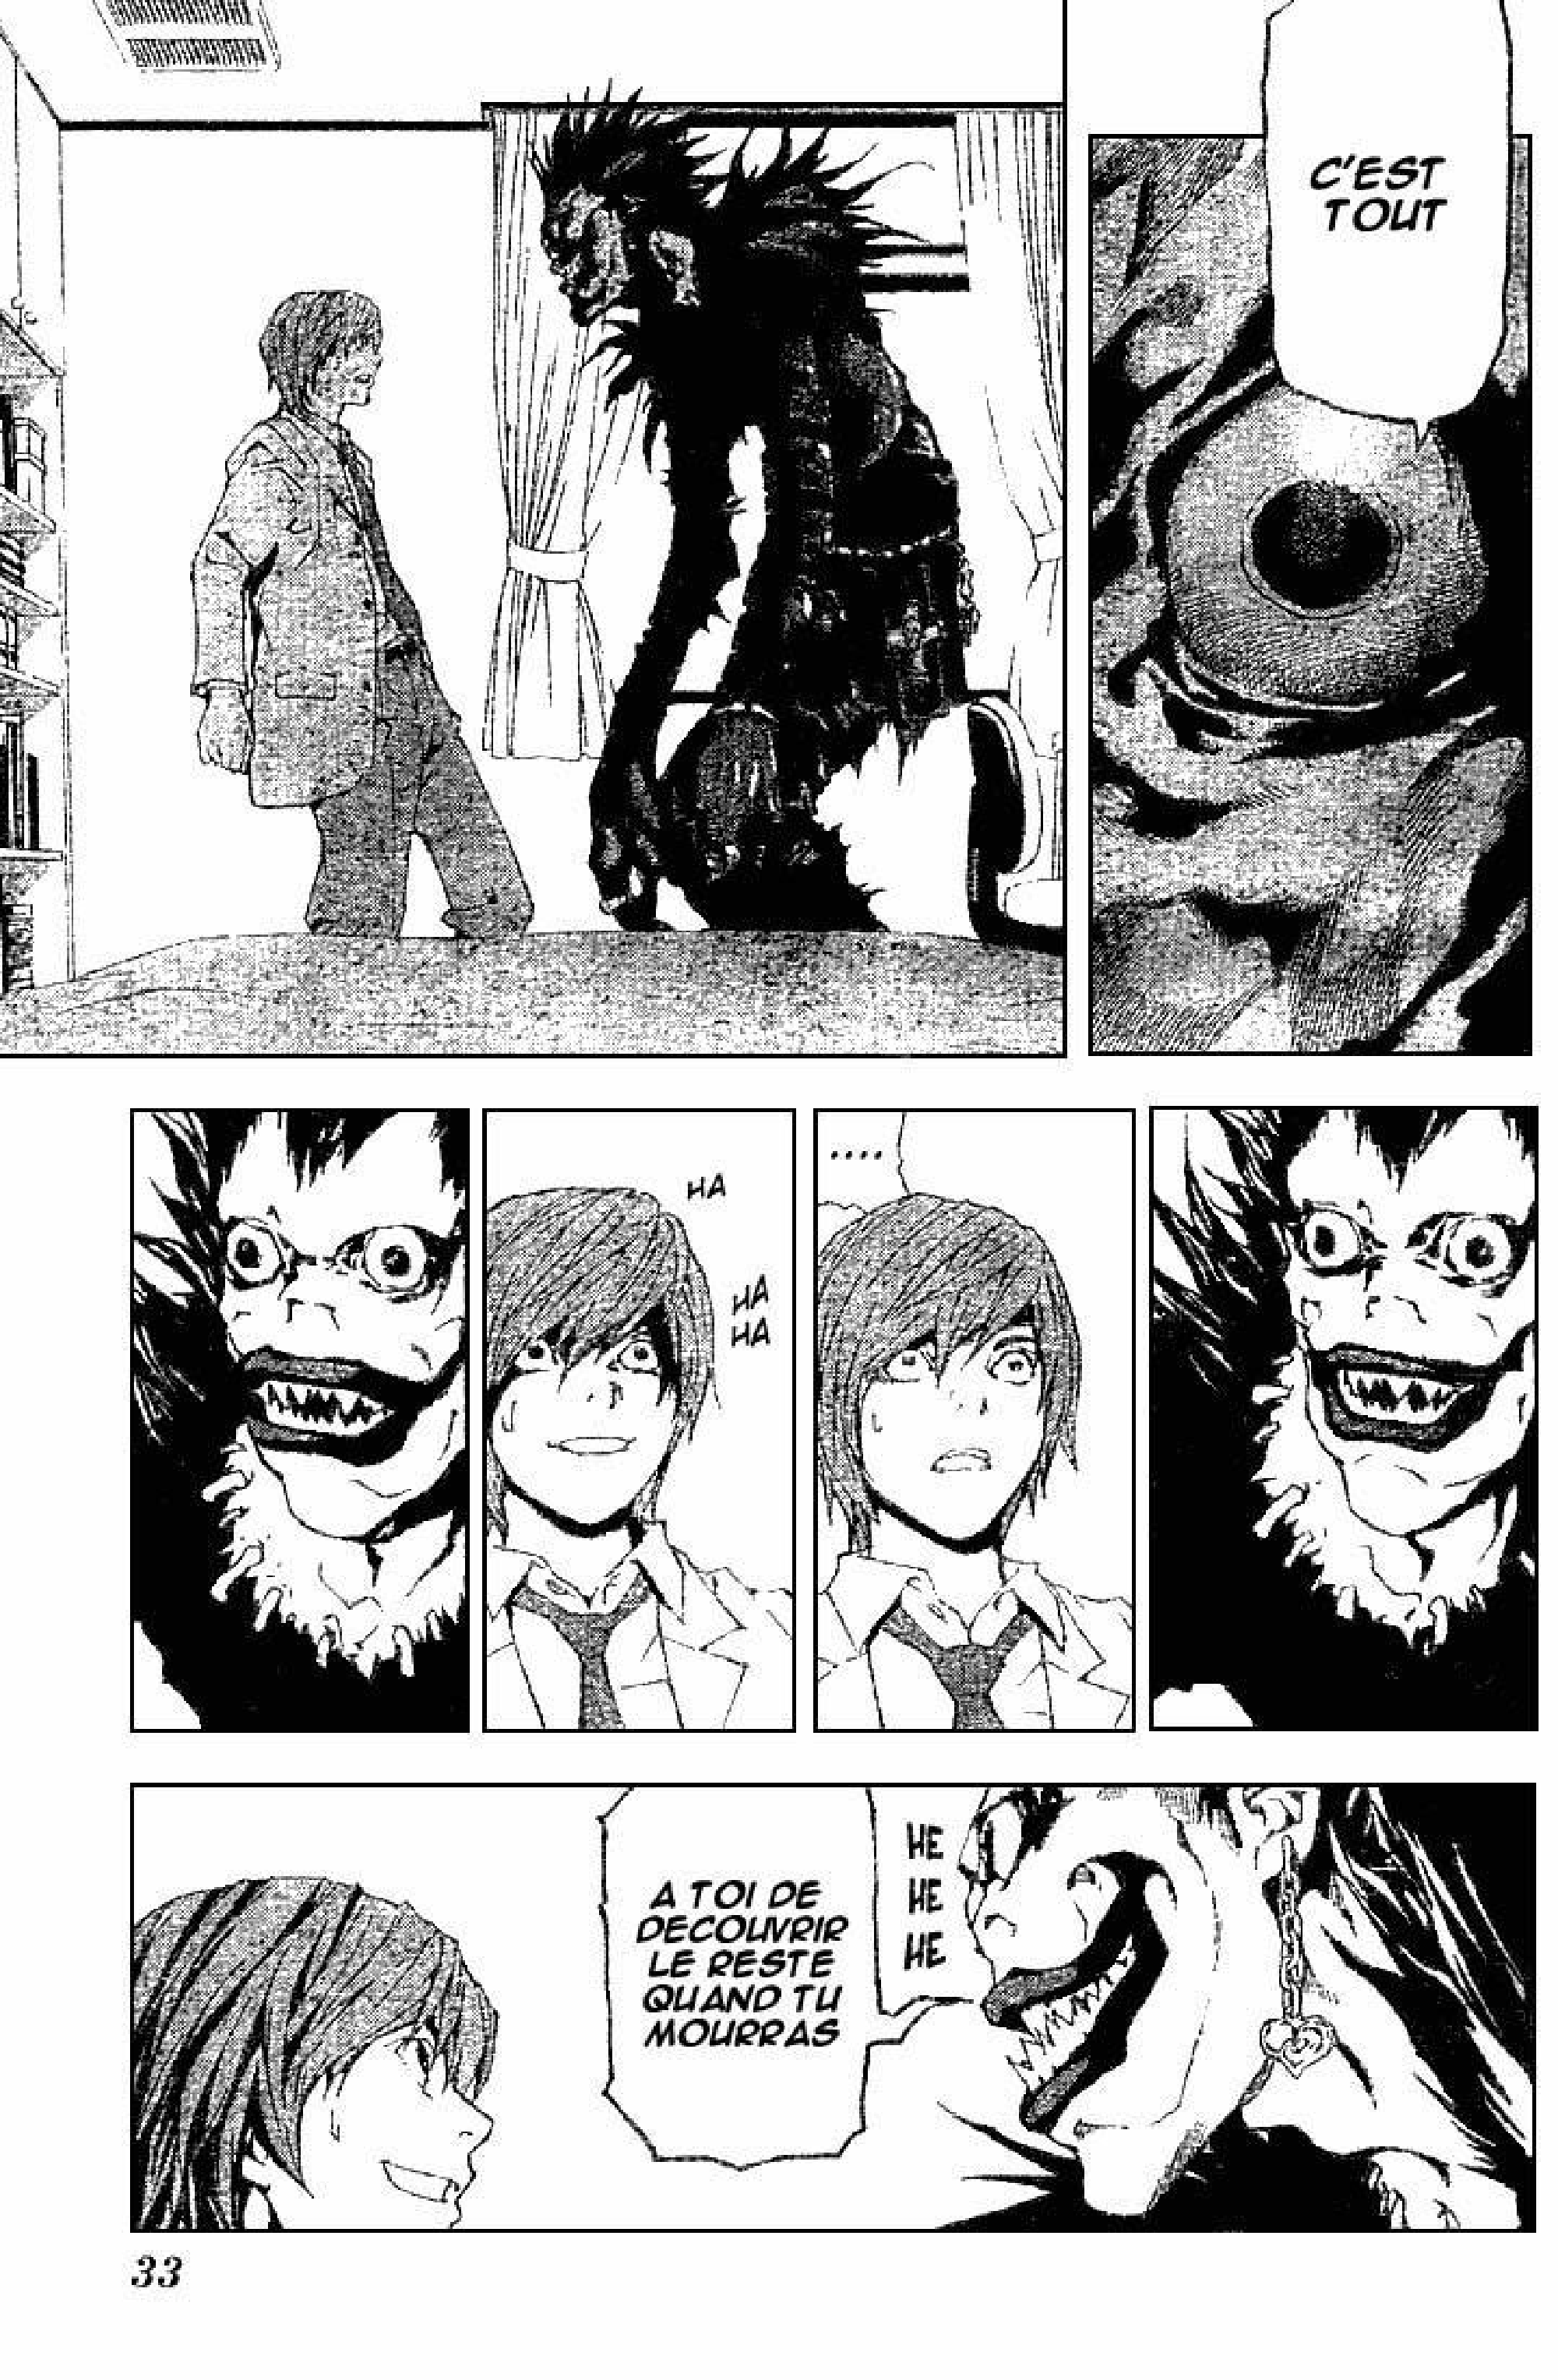 C'EST
TOUT
....
HA
HA
HA
HE
HE
HE
A TOI DE
DECOUVRIR
LE RESTE
QUAND TU
MOURRAS
33